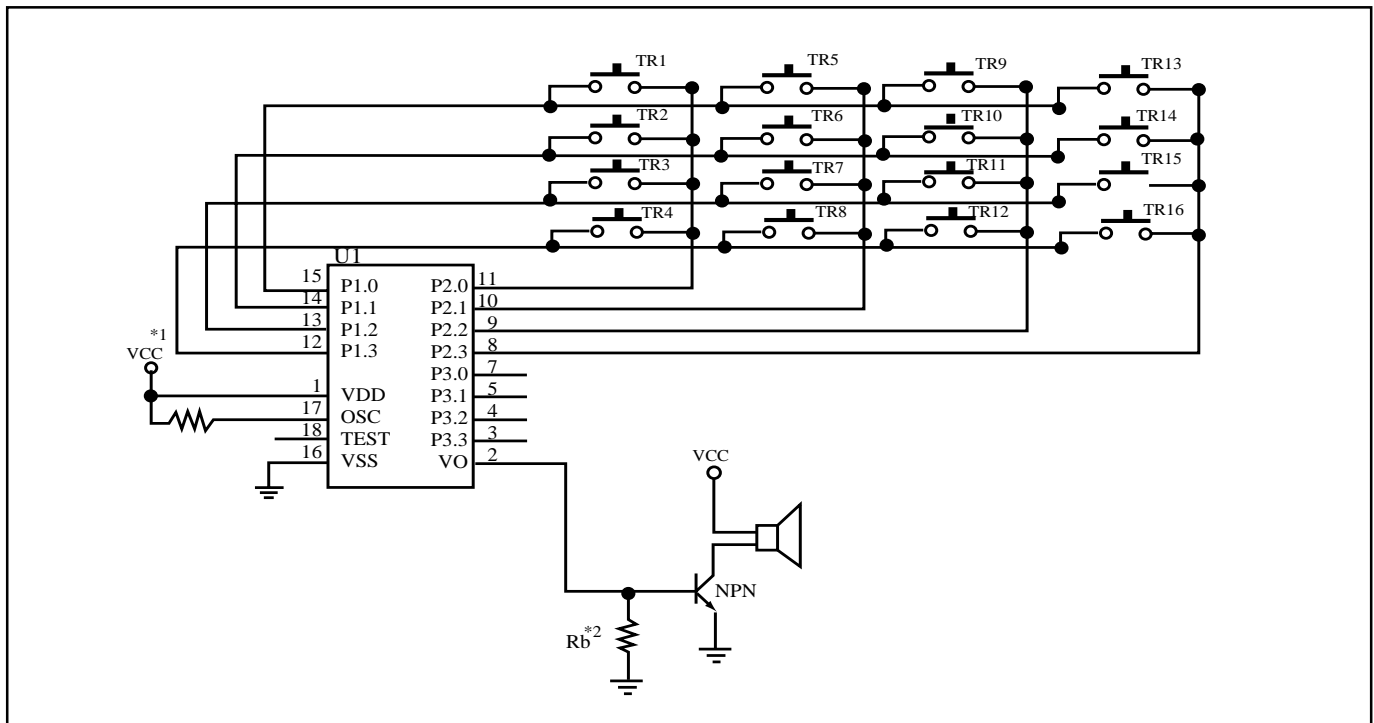 TR1 TR5 TR9 TR13
TR2 TR6 TR10 TR14
TR3 TR7 TR11 TR15
TR4 TR8 TR12 TR16
U1
15 P1.0 P2.0 11
14 P1.1 P2.1 10
13 P1.2 P2.2 9
12 P1.3 P2.3 8
*1
VCC
P3.0 7
1 VDD P3.1 5
17 OSC P3.2 4
18 TEST P3.3 3
16 VSS VO 2
VCC
NPN
Rb*2